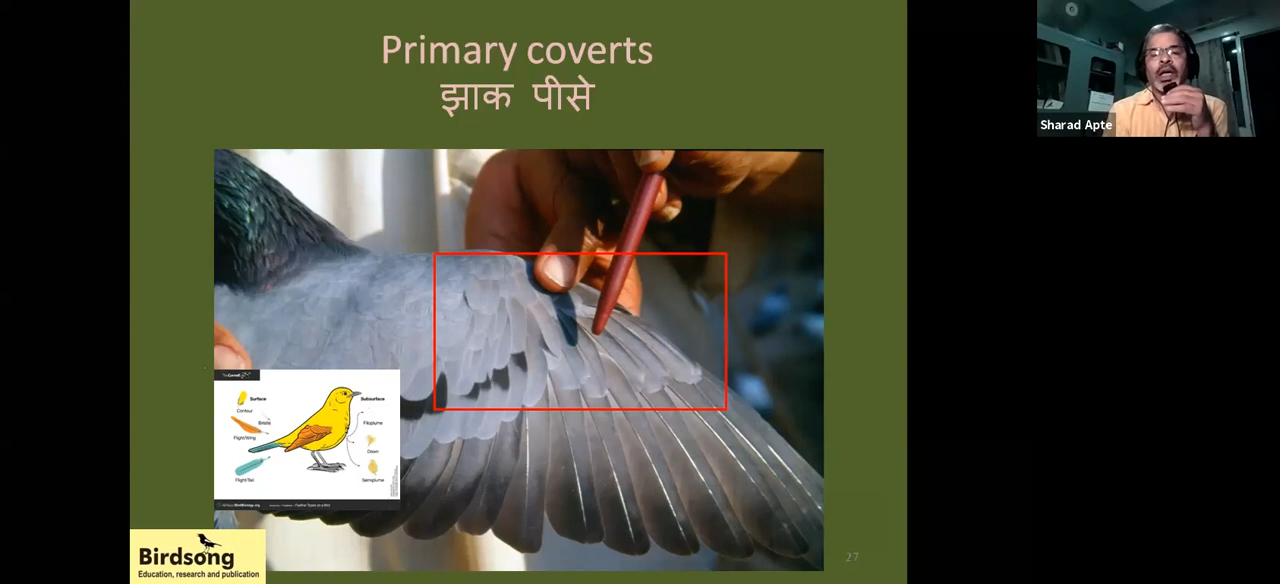 Primary coverts
झाक पीसे
Sharad Apte
Surface
Subsurface
Contour
Bristle
Filoplume
Flight/Wing
Down
Flight/Tail
Semiplume
Birdsong
Education, research and publication
27